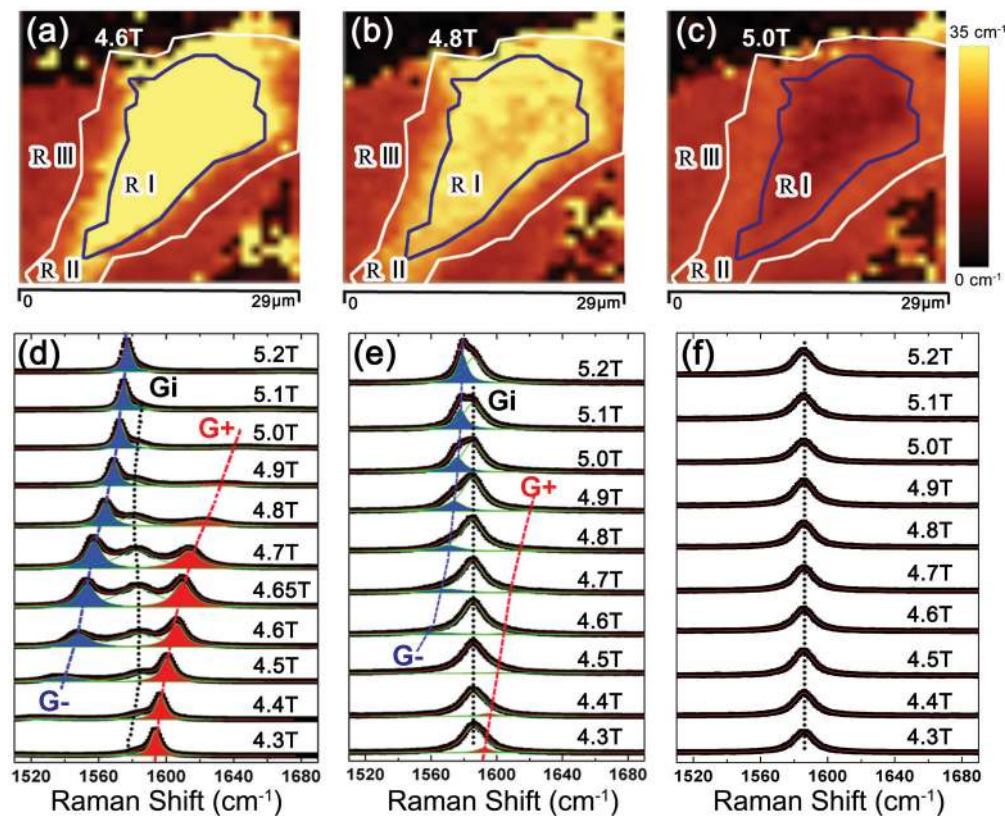 (a) 4.6T
R III
R I
R II
0 29µm
(b) 4.8T
R III
R I
R II
0 29µm
(c) 5.0T
R III
R I
R II
0 29µm
35 cm⁻¹
0 cm⁻¹
(d)
5.2T
Gi 5.1T
G+ 5.0T
4.9T
4.8T
4.7T
4.65T
4.6T
4.5T
G- 4.4T
4.3T
1520 1560 1600 1640 1680
Raman Shift (cm⁻¹)
(e)
5.2T
Gi 5.1T
5.0T
G+ 4.9T
4.8T
4.7T
4.6T
G- 4.5T
4.4T
4.3T
1520 1560 1600 1640 1680
Raman Shift (cm⁻¹)
(f)
5.2T
5.1T
5.0T
4.9T
4.8T
4.7T
4.6T
4.5T
4.4T
4.3T
1520 1560 1600 1640 1680
Raman Shift (cm⁻¹)